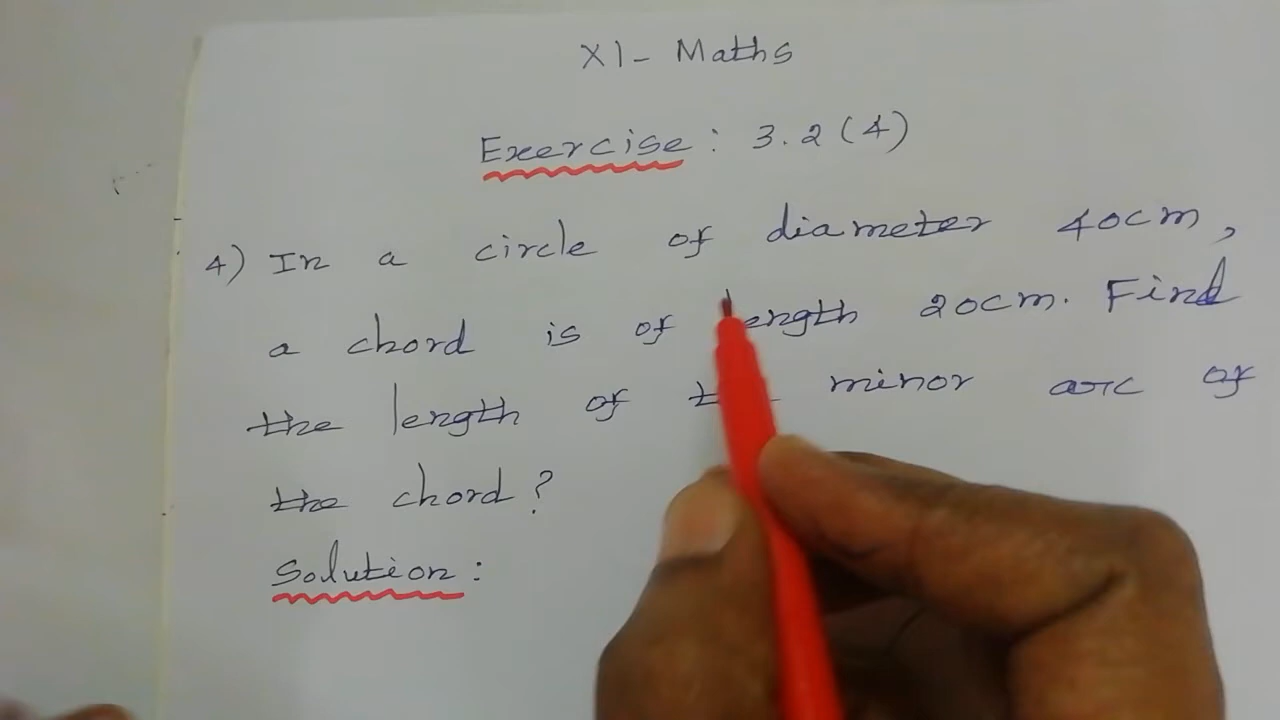 XI - Maths
Exercise : 3.2 (4)
4) In a circle of diameter 40cm,
a chord is of length 20cm. Find
the length of the minor arc of
the chord?
Solution :